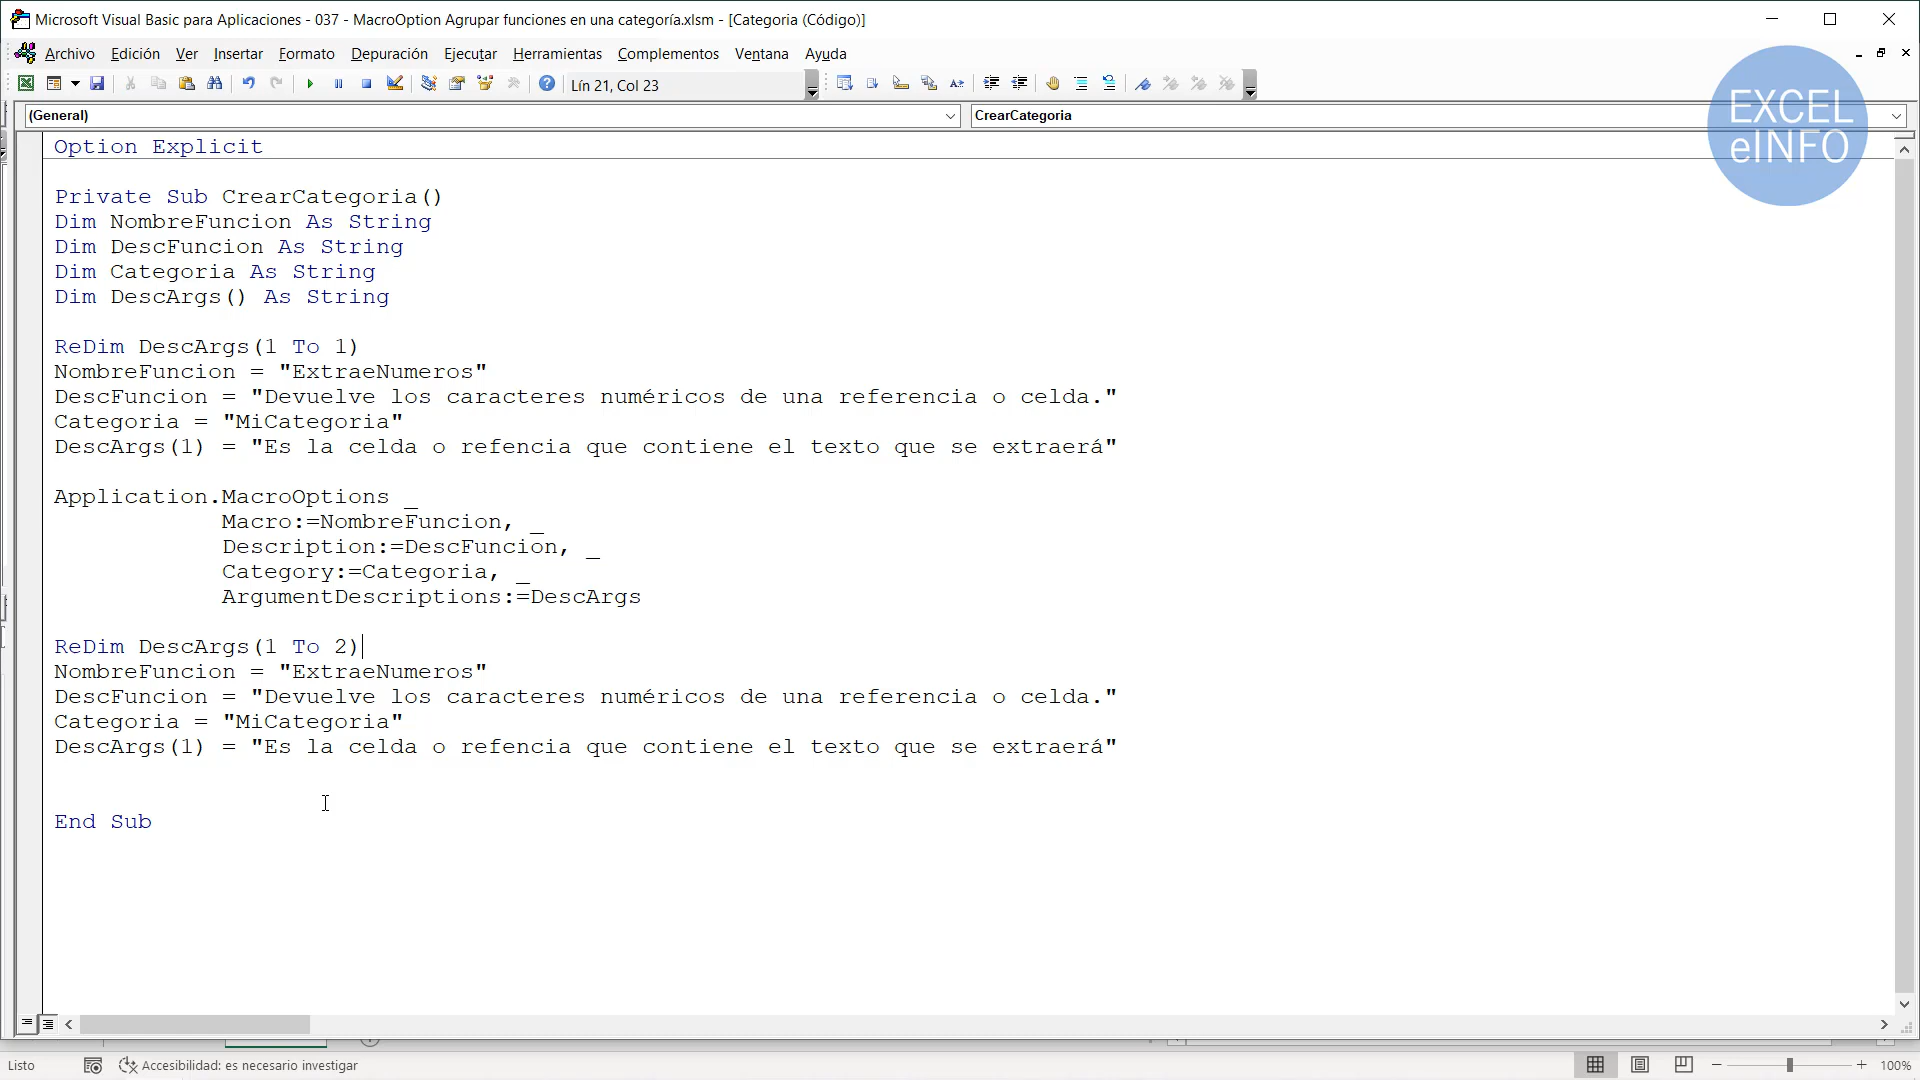 Microsoft Visual Basic para Aplicaciones - 037 - MacroOption Agrupar funciones en una categoría.xlsm - [Categoria (Código)]
Archivo Edición Ver Insertar Formato Depuración Ejecutar Herramientas Complementos Ventana Ayuda
Lín 21, Col 23
(General) CrearCategoria
EXCEL
eINFO
Option Explicit
Private Sub CrearCategoria()
Dim NombreFuncion As String
Dim DescFuncion As String
Dim Categoria As String
Dim DescArgs() As String
ReDim DescArgs(1 To 1)
NombreFuncion = "ExtraeNumeros"
DescFuncion = "Devuelve los caracteres numéricos de una referencia o celda."
Categoria = "MiCategoria"
DescArgs(1) = "Es la celda o refencia que contiene el texto que se extraerá"
Application.MacroOptions _
Macro:=NombreFuncion, _
Description:=DescFuncion, _
Category:=Categoria, _
ArgumentDescriptions:=DescArgs
ReDim DescArgs(1 To 2)
NombreFuncion = "ExtraeNumeros"
DescFuncion = "Devuelve los caracteres numéricos de una referencia o celda."
Categoria = "MiCategoria"
DescArgs(1) = "Es la celda o refencia que contiene el texto que se extraerá"
End Sub
Listo Accesibilidad: es necesario investigar 100%